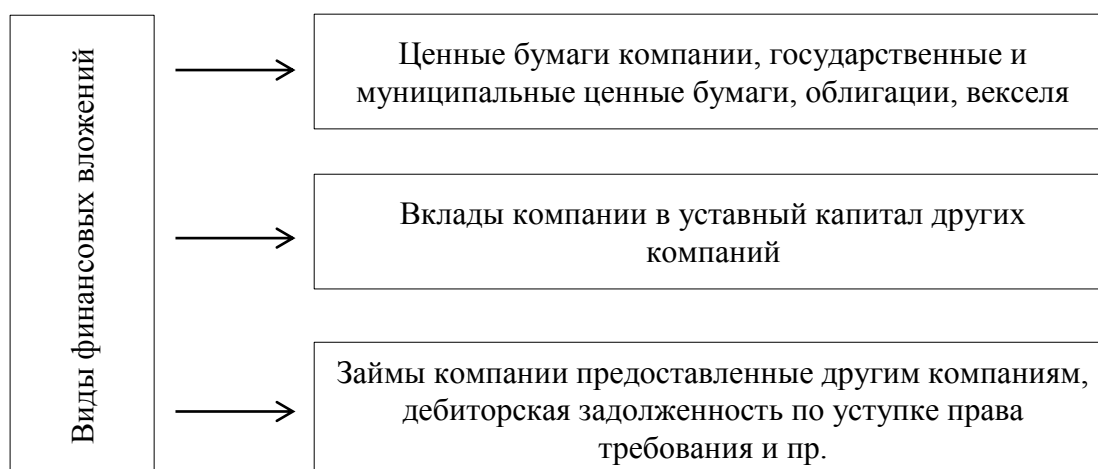 Виды финансовых вложений
Ценные бумаги компании, государственные и
муниципальные ценные бумаги, облигации, векселя
Вклады компании в уставный капитал других
компаний
Займы компании предоставленные другим компаниям,
дебиторская задолженность по уступке права
требования и пр.